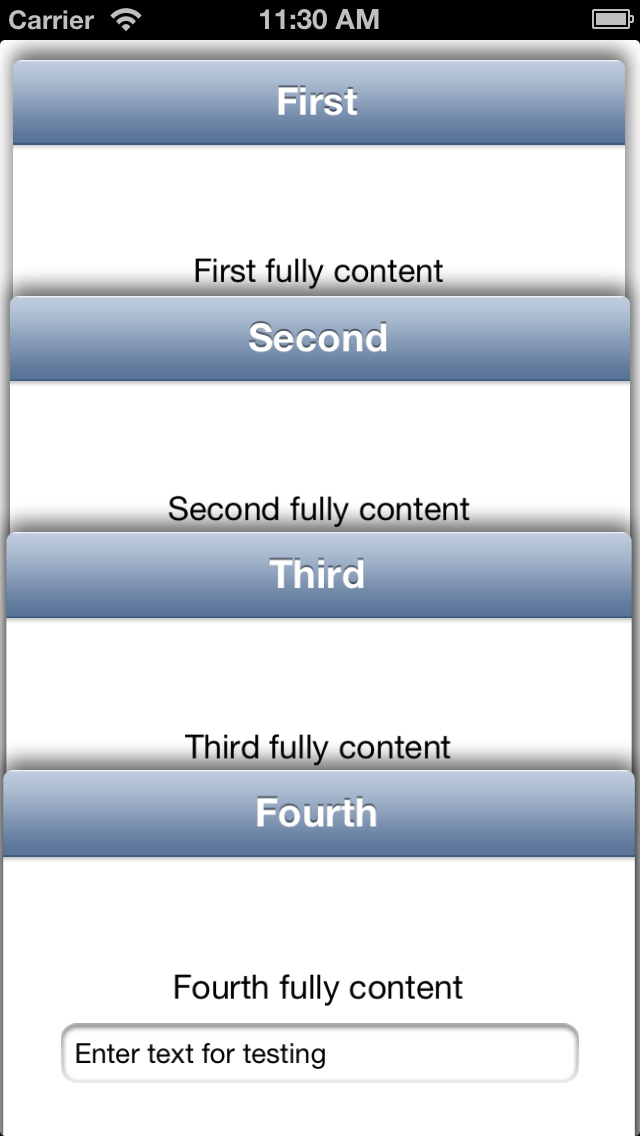 Carrier 11:30 AM
First
First fully content
Second
Second fully content
Third
Third fully content
Fourth
Fourth fully content
Enter text for testing